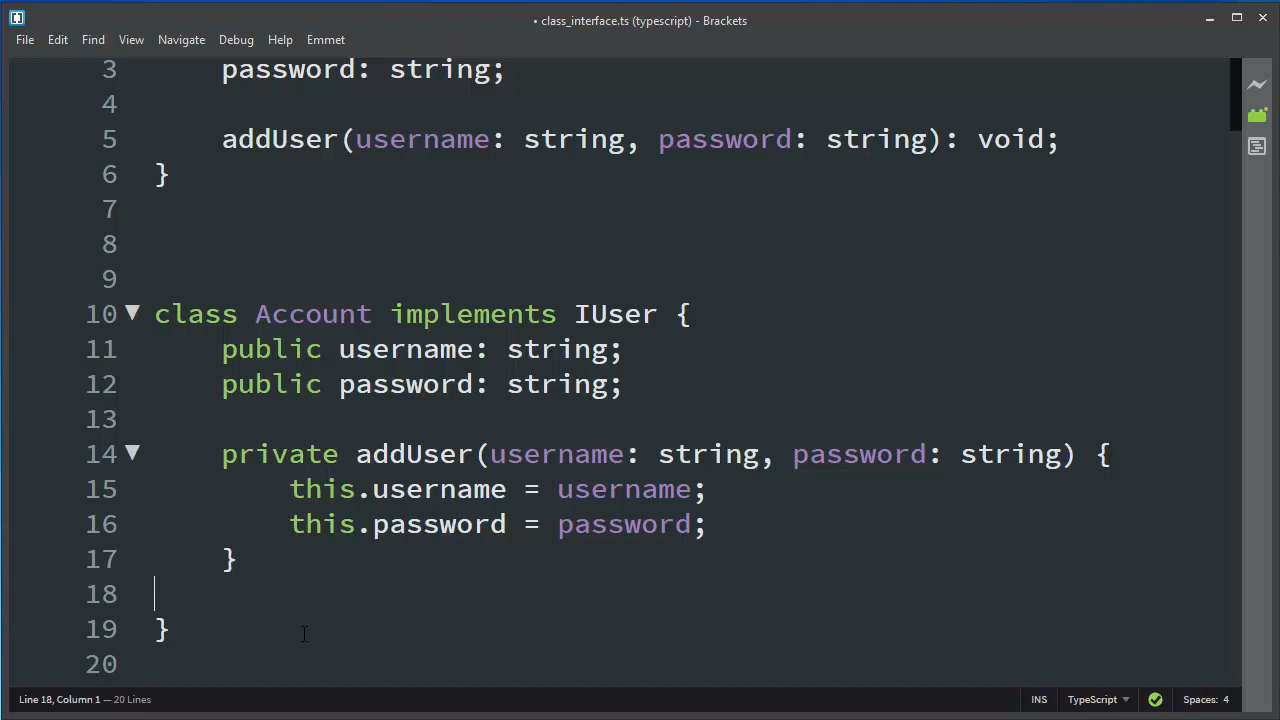 • class_interface.ts (typescript) - Brackets
File Edit Find View Navigate Debug Help Emmet
3 password: string;
4
5 addUser(username: string, password: string): void;
6 }
7
8
9
10 class Account implements IUser {
11 public username: string;
12 public password: string;
13
14 private addUser(username: string, password: string) {
15 this.username = username;
16 this.password = password;
17 }
18
19 }
20
Line 18, Column 1 — 20 Lines INS TypeScript Spaces: 4